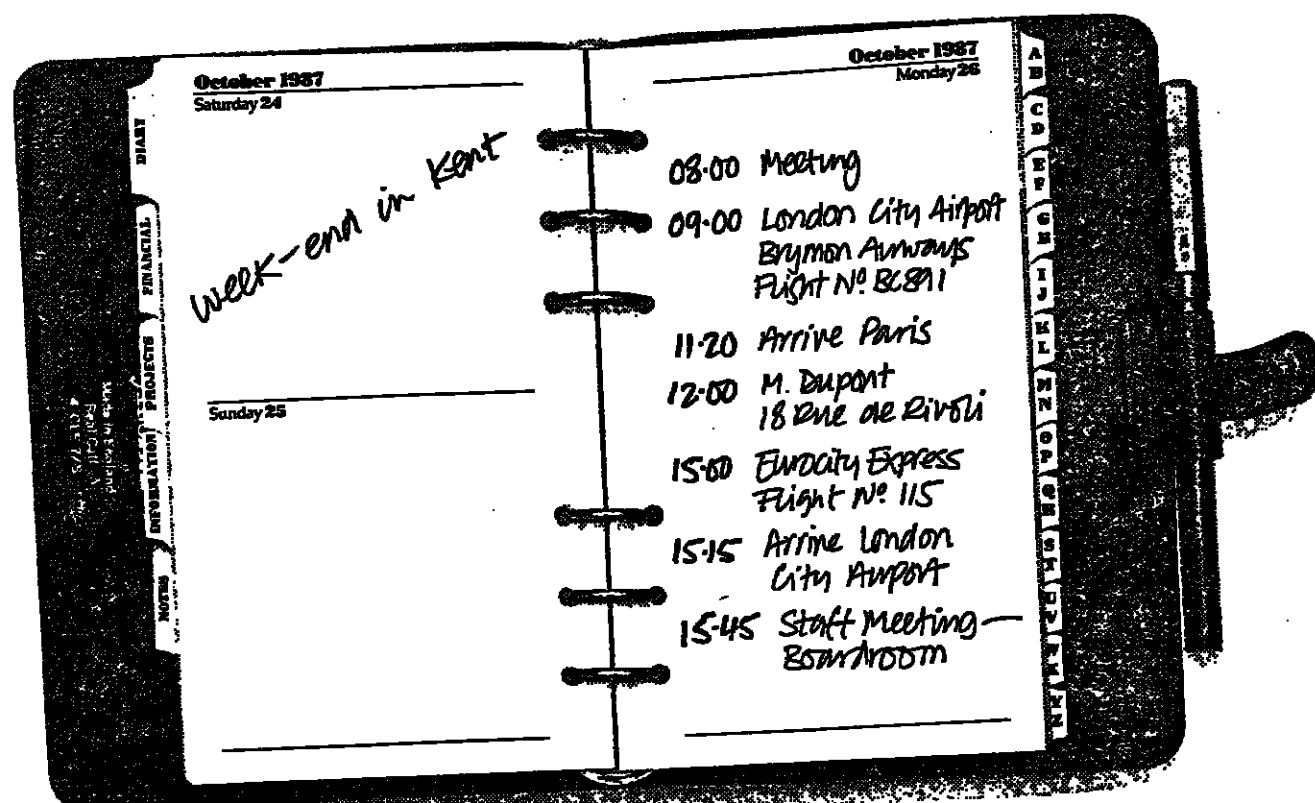 October 1987
Saturday 24
week-end in Kent
Sunday 25
DIARY
FINANCIAL
PROJECTS
INFORMATION
NOTES
October 1987
Monday 26
08.00 Meeting
09.00 London City Airport
Brymon Airways
Flight Nº BC891
11.20 Arrive Paris
12.00 M. Dupont
18 Rue de Rivoli
15.00 Eurocity Express
Flight Nº 115
15.15 Arrive London
City Airport
15.45 Staff Meeting —
Boardroom
A
B
C
D
E
F
G
H
I
J
K
L
M
N
O
P
Q
R
S
T